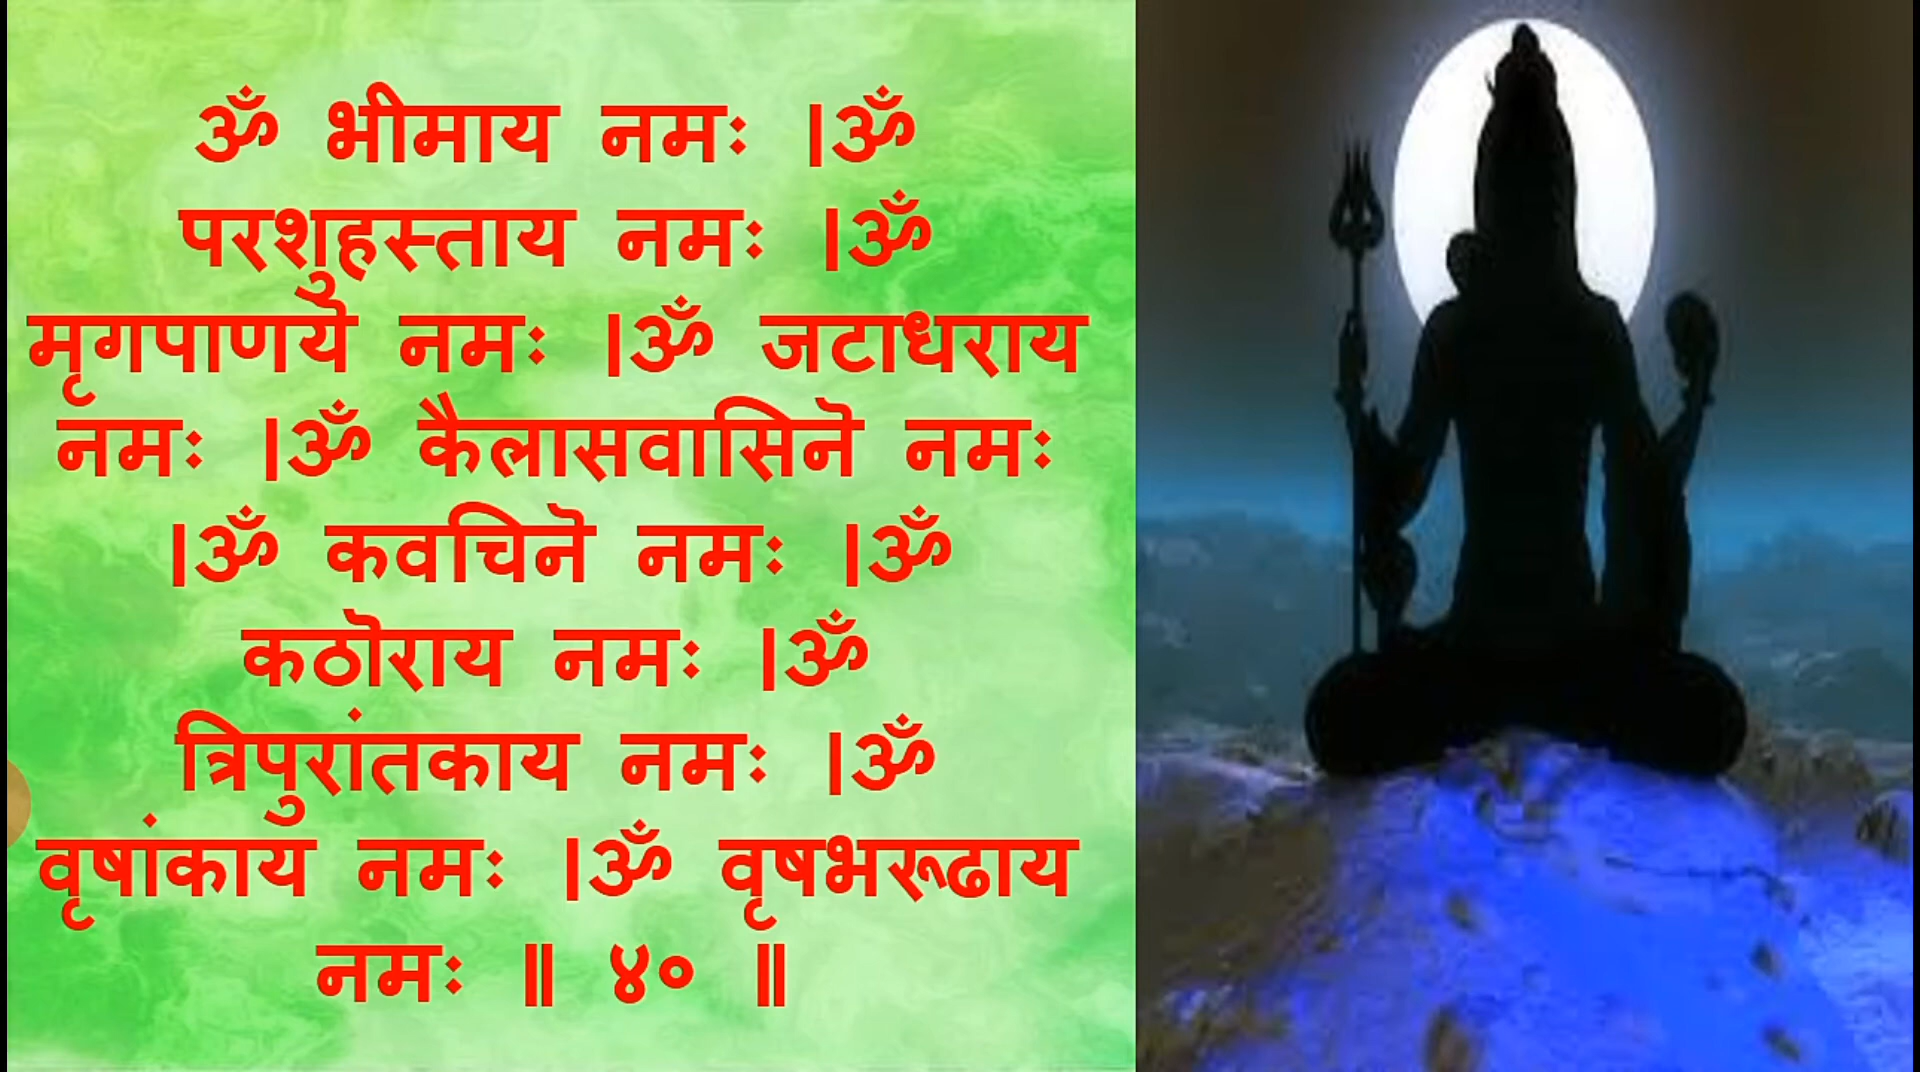 ॐ भीमाय नमः ।ॐ
परशुहस्ताय नमः ।ॐ
मृगपाणयॆ नमः ।ॐ जटाधराय
नमः ।ॐ कैलासवासिनॆ नमः
।ॐ कवचिनॆ नमः ।ॐ
कठॊराय नमः ।ॐ
त्रिपुरांतकाय नमः ।ॐ
वृषांकाय नमः ।ॐ वृषभरूढाय
नमः ॥ ४० ॥